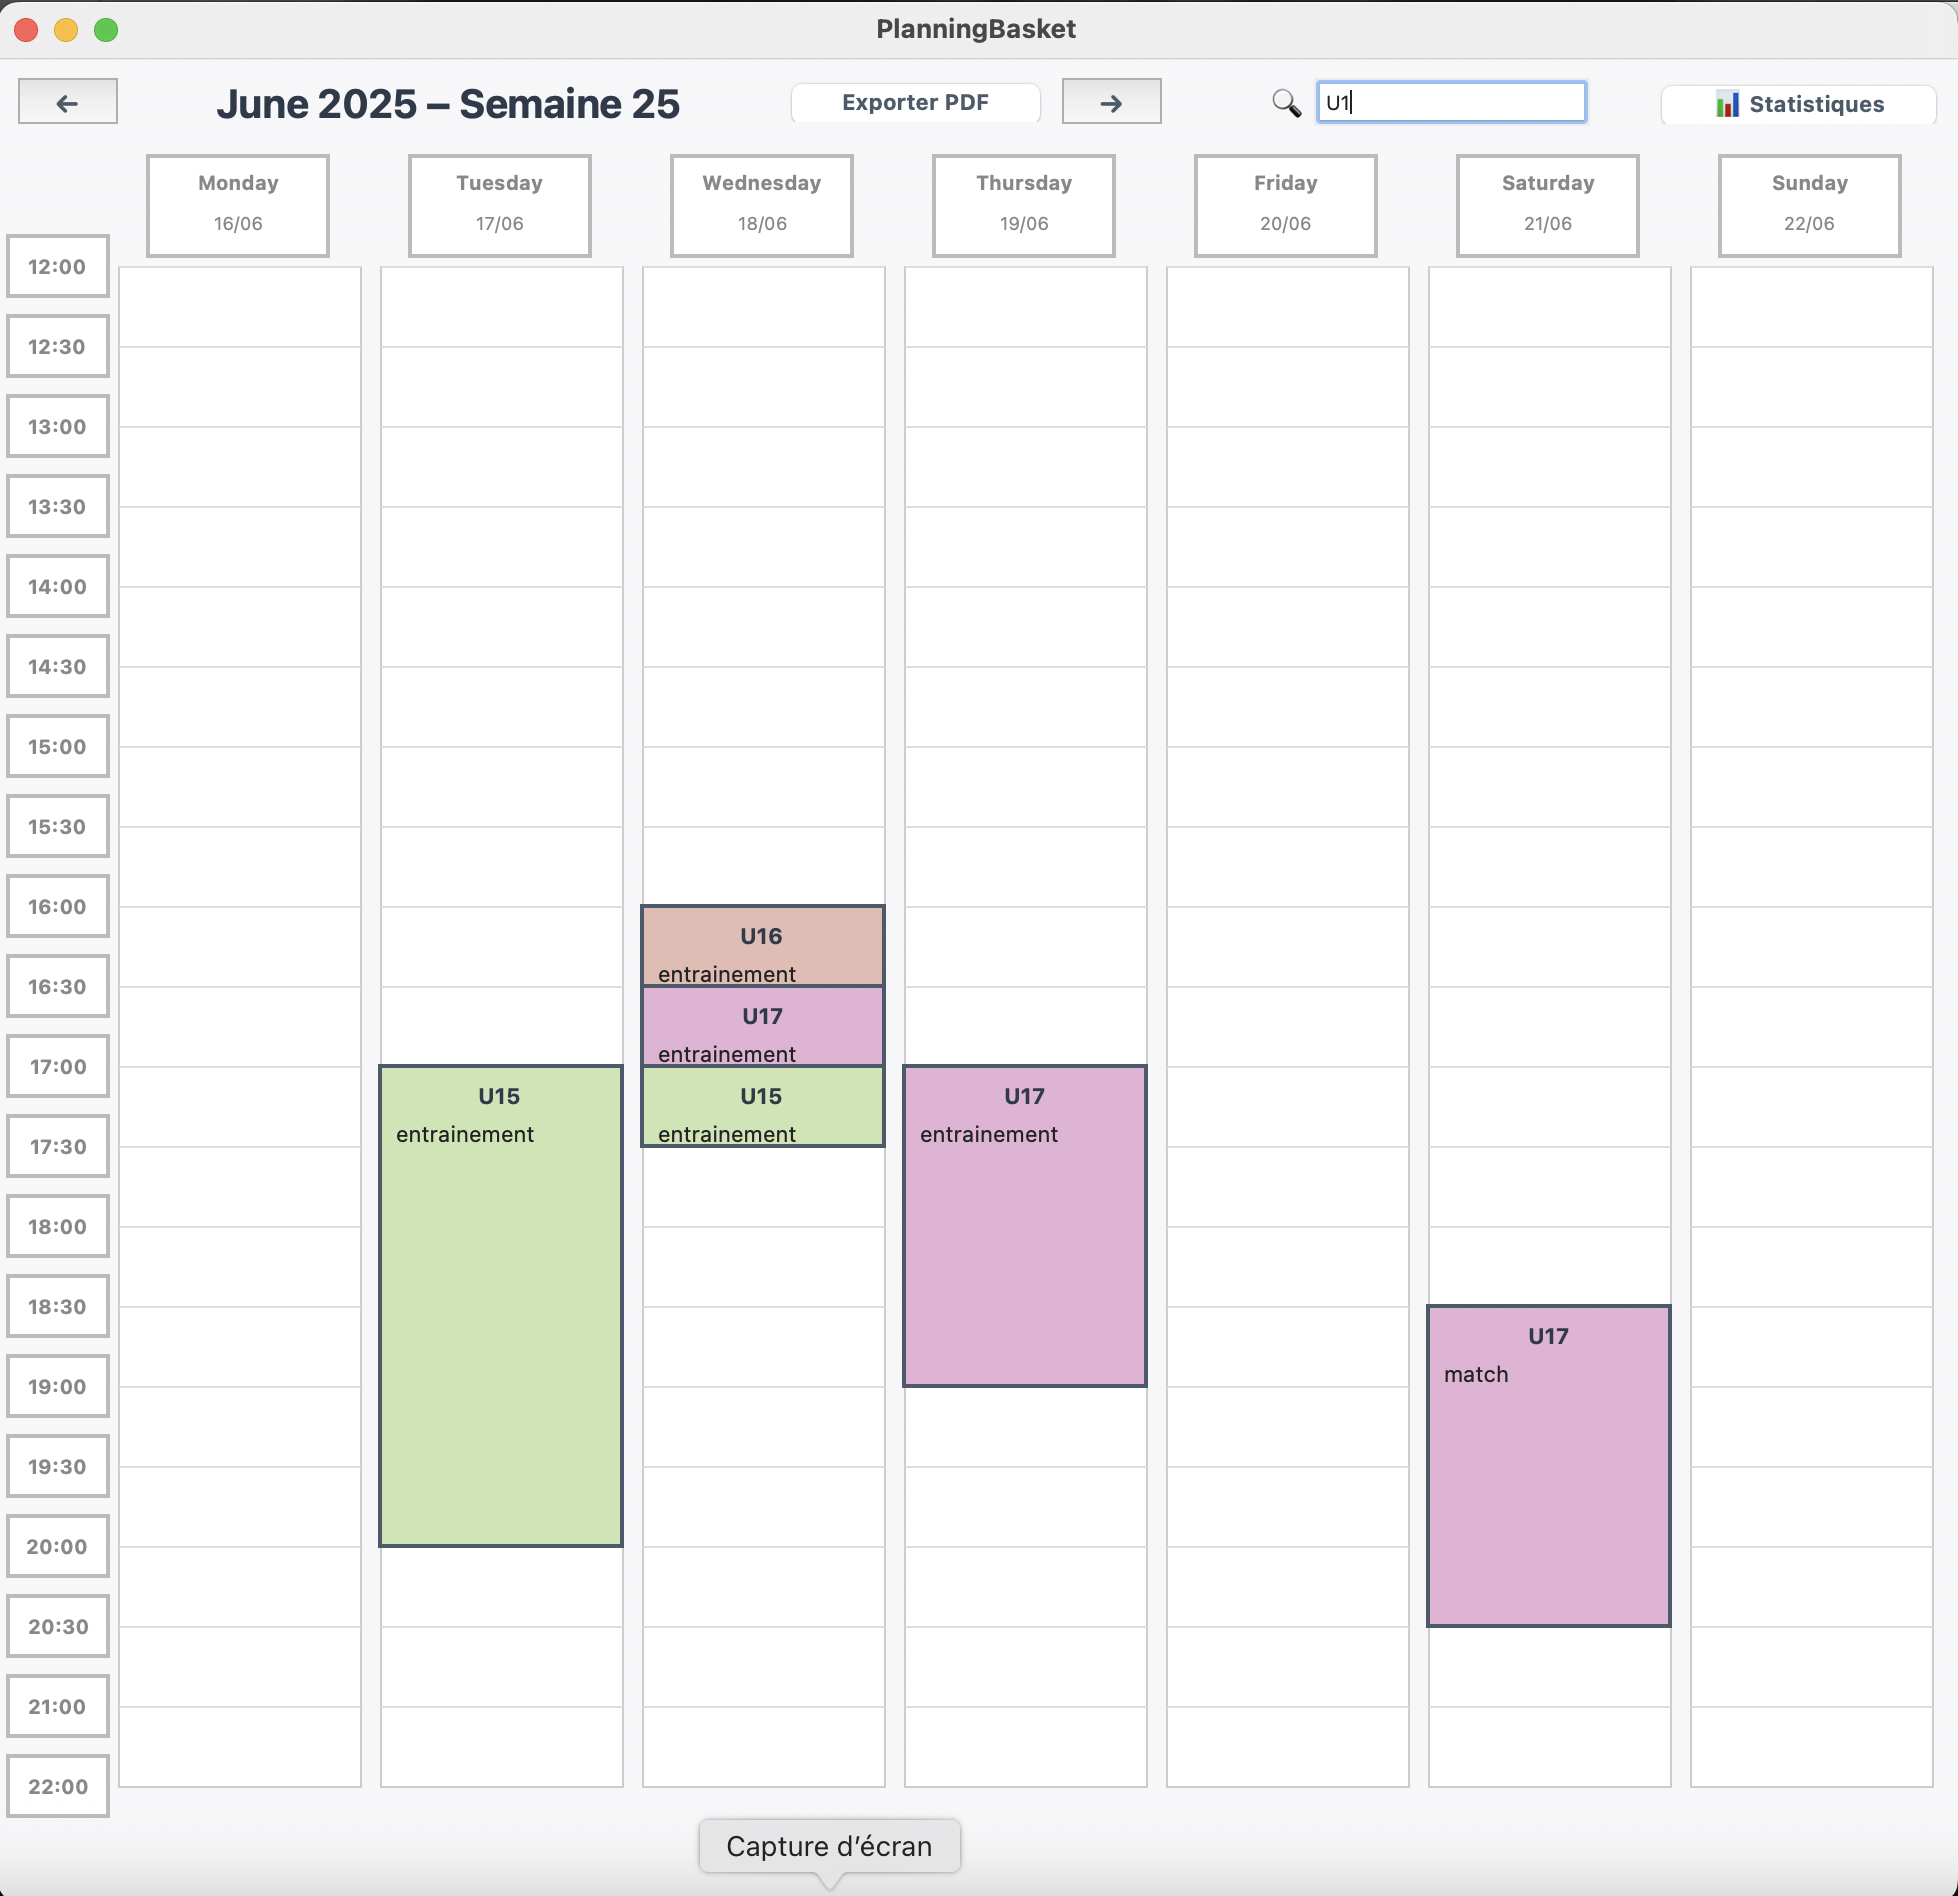 PlanningBasket
← June 2025 – Semaine 25 Exporter PDF → U1 Statistiques
Monday Tuesday Wednesday Thursday Friday Saturday Sunday
16/06 17/06 18/06 19/06 20/06 21/06 22/06
12:00
12:30
13:00
13:30
14:00
14:30
15:00
15:30
16:00
U16
entrainement
16:30
U17
entrainement
17:00
U15 U15 U17
entrainement entrainement entrainement
17:30
18:00
18:30
U17
match
19:00
19:30
20:00
20:30
21:00
22:00
Capture d’écran